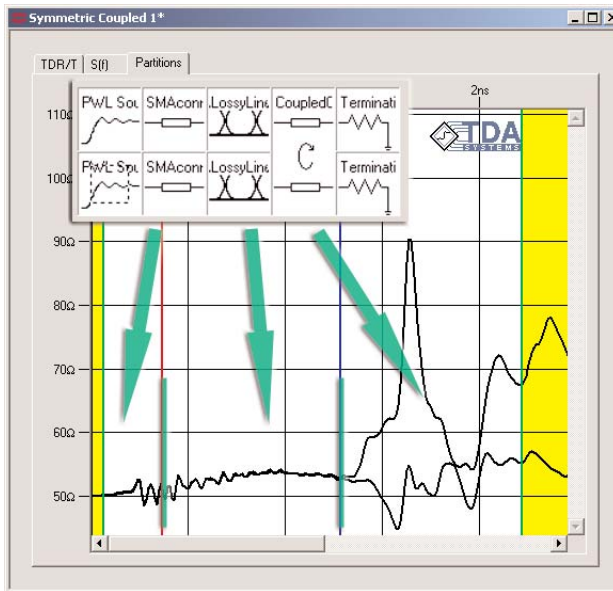 Symmetric Coupled 1*
TDR/T S(f) Partitions
2ns
PWL Sou SMAconn .LossyLine CoupledC Terminati
PWL Sou SMAconn .LossyLine Terminati
110Ω
100Ω
90Ω
80Ω
70Ω
60Ω
50Ω
TDA
SYSTEMS